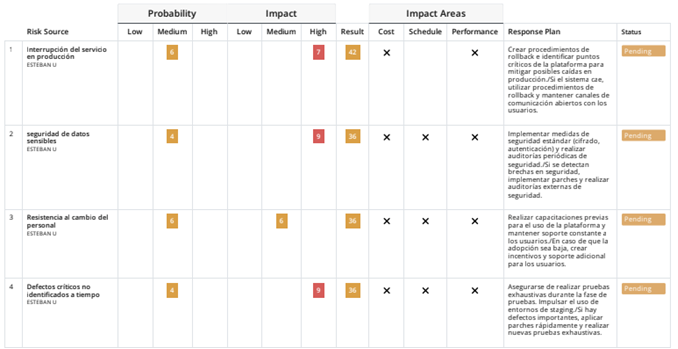 Probability Impact Impact Areas
Risk Source Low Medium High Low Medium High Result Cost Schedule Performance Response Plan Status
1 Interrupción del servicio
en producción
ESTEBAN U
6 7 42 × ×
Crear procedimientos de
rollback e identificar puntos
críticos de la plataforma para
mitigar posibles caídas en
producción./Si el sistema cae,
utilizar procedimientos de
rollback y mantener canales de
comunicación abiertos con los
usuarios.
Pending
2 seguridad de datos
sensibles
ESTEBAN U
4 9 36 × × ×
Implementar medidas de
seguridad estándar (cifrado,
autenticación) y realizar
auditorías periódicas de
seguridad./Si se detectan
brechas en seguridad,
implementar parches y realizar
auditorías externas de
seguridad.
Pending
3 Resistencia al cambio del
personal
ESTEBAN U
6 6 36 × × ×
Realizar capacitaciones previas
para el uso de la plataforma y
mantener soporte constante a
los usuarios./En caso de que la
adopción sea baja, crear
incentivos y soporte adicional
para los usuarios.
Pending
4 Defectos críticos no
identificados a tiempo
ESTEBAN U
4 9 36 × × ×
Asegurarse de realizar pruebas
exhaustivas durante la fase de
pruebas. Impulsar el uso de
entornos de staging./Si hay
defectos importantes, aplicar
parches rápidamente y realizar
nuevas pruebas exhaustivas.
Pending